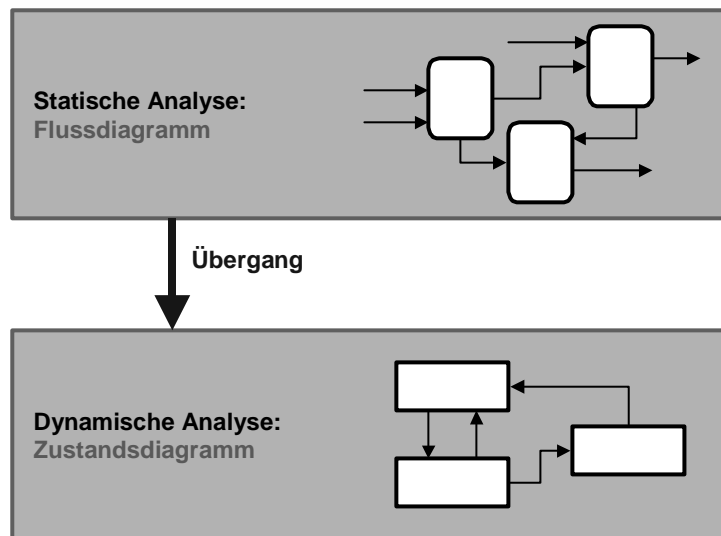 Statische Analyse:
Flussdiagramm
Übergang
Dynamische Analyse:
Zustandsdiagramm